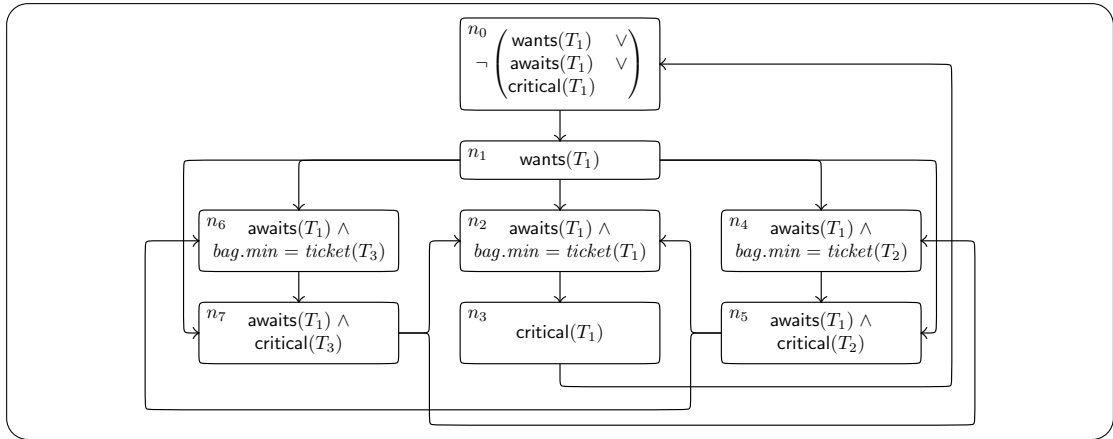 n₀
wants(T₁) ∨
¬ awaits(T₁) ∨
critical(T₁)
n₁ wants(T₁)
n₆ awaits(T₁) ∧
bag.min = ticket(T₃)
n₂ awaits(T₁) ∧
bag.min = ticket(T₁)
n₄ awaits(T₁) ∧
bag.min = ticket(T₂)
n₇ awaits(T₁) ∧
critical(T₃)
n₃
critical(T₁)
n₅ awaits(T₁) ∧
critical(T₂)